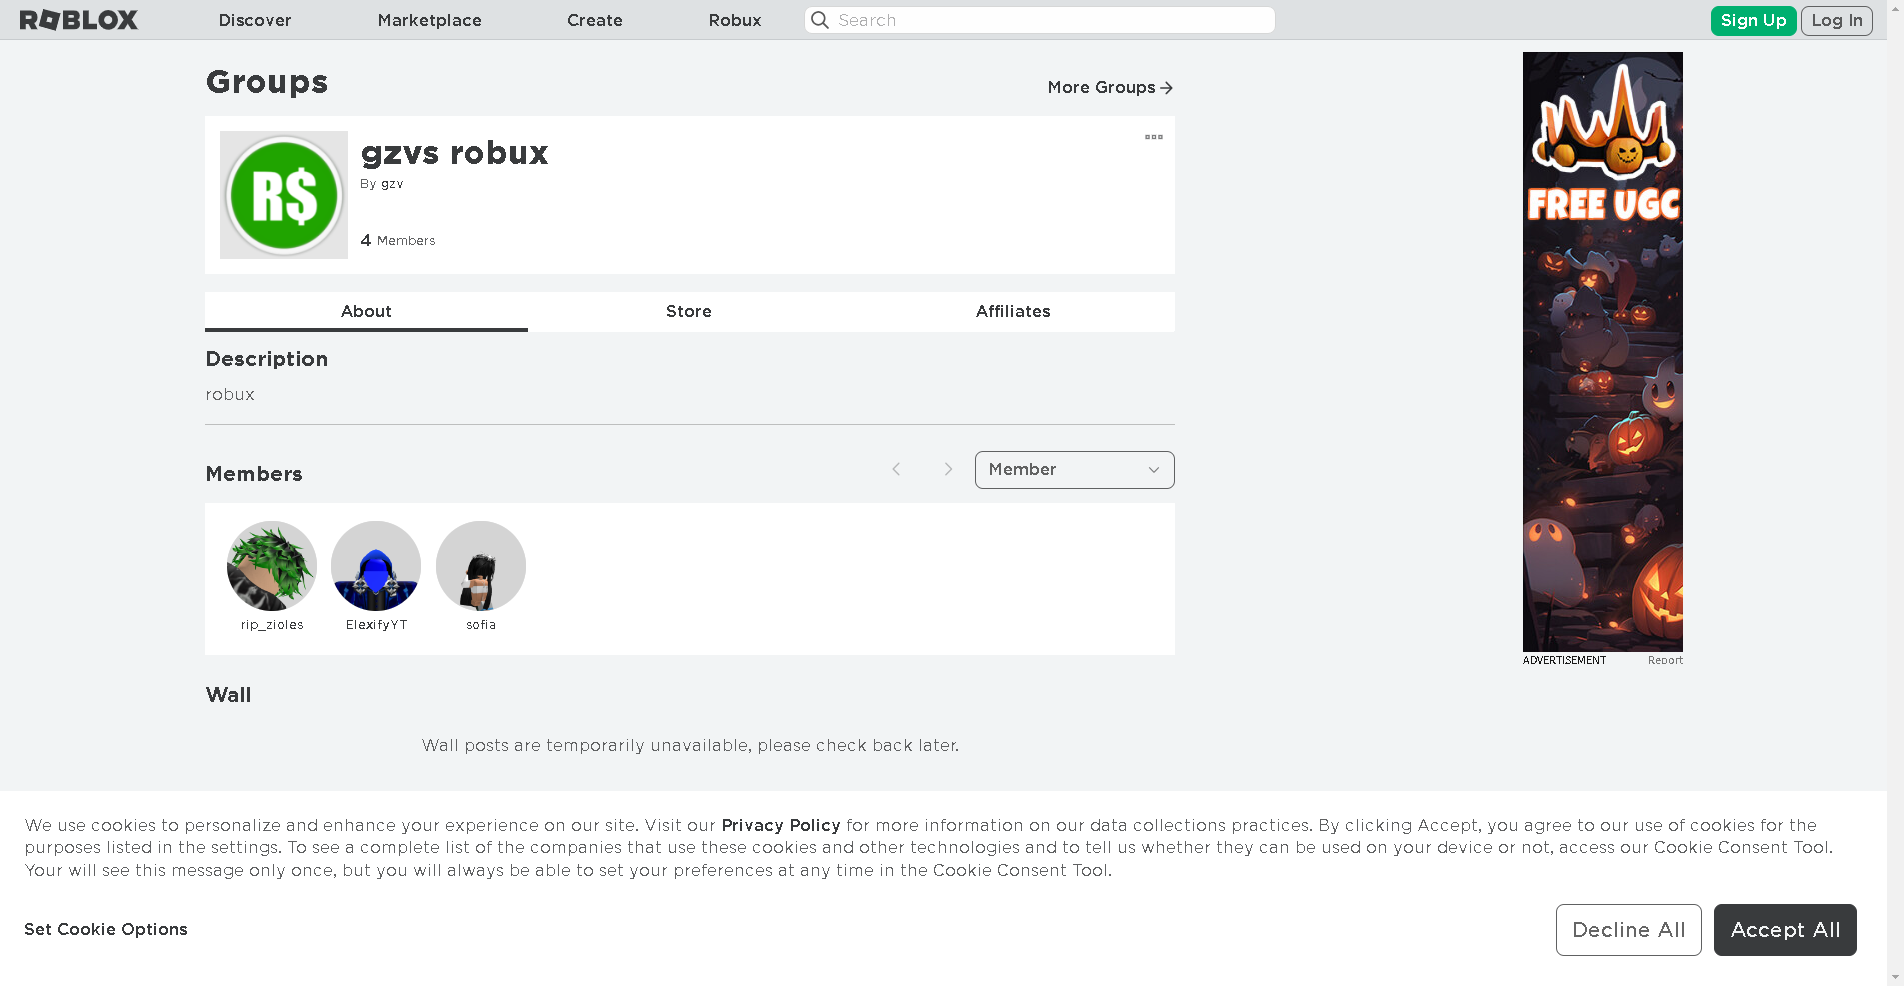 ROBLOX
Discover
Marketplace
Create
Robux
Search
Sign Up
Log In
Groups
More Groups
R$
gzvs robux
By gzv
4 Members
About
Store
Affiliates
Description
robux
Members
Member
rip_zioles
ElexifyYT
sofia
Wall
Wall posts are temporarily unavailable, please check back later.
FREE UGC
ADVERTISEMENT
Report
We use cookies to personalize and enhance your experience on our site. Visit our Privacy Policy for more information on our data collections practices. By clicking Accept, you agree to our use of cookies for the
purposes listed in the settings. To see a complete list of the companies that use these cookies and other technologies and to tell us whether they can be used on your device or not, access our Cookie Consent Tool.
Your will see this message only once, but you will always be able to set your preferences at any time in the Cookie Consent Tool.
Set Cookie Options
Decline All
Accept All